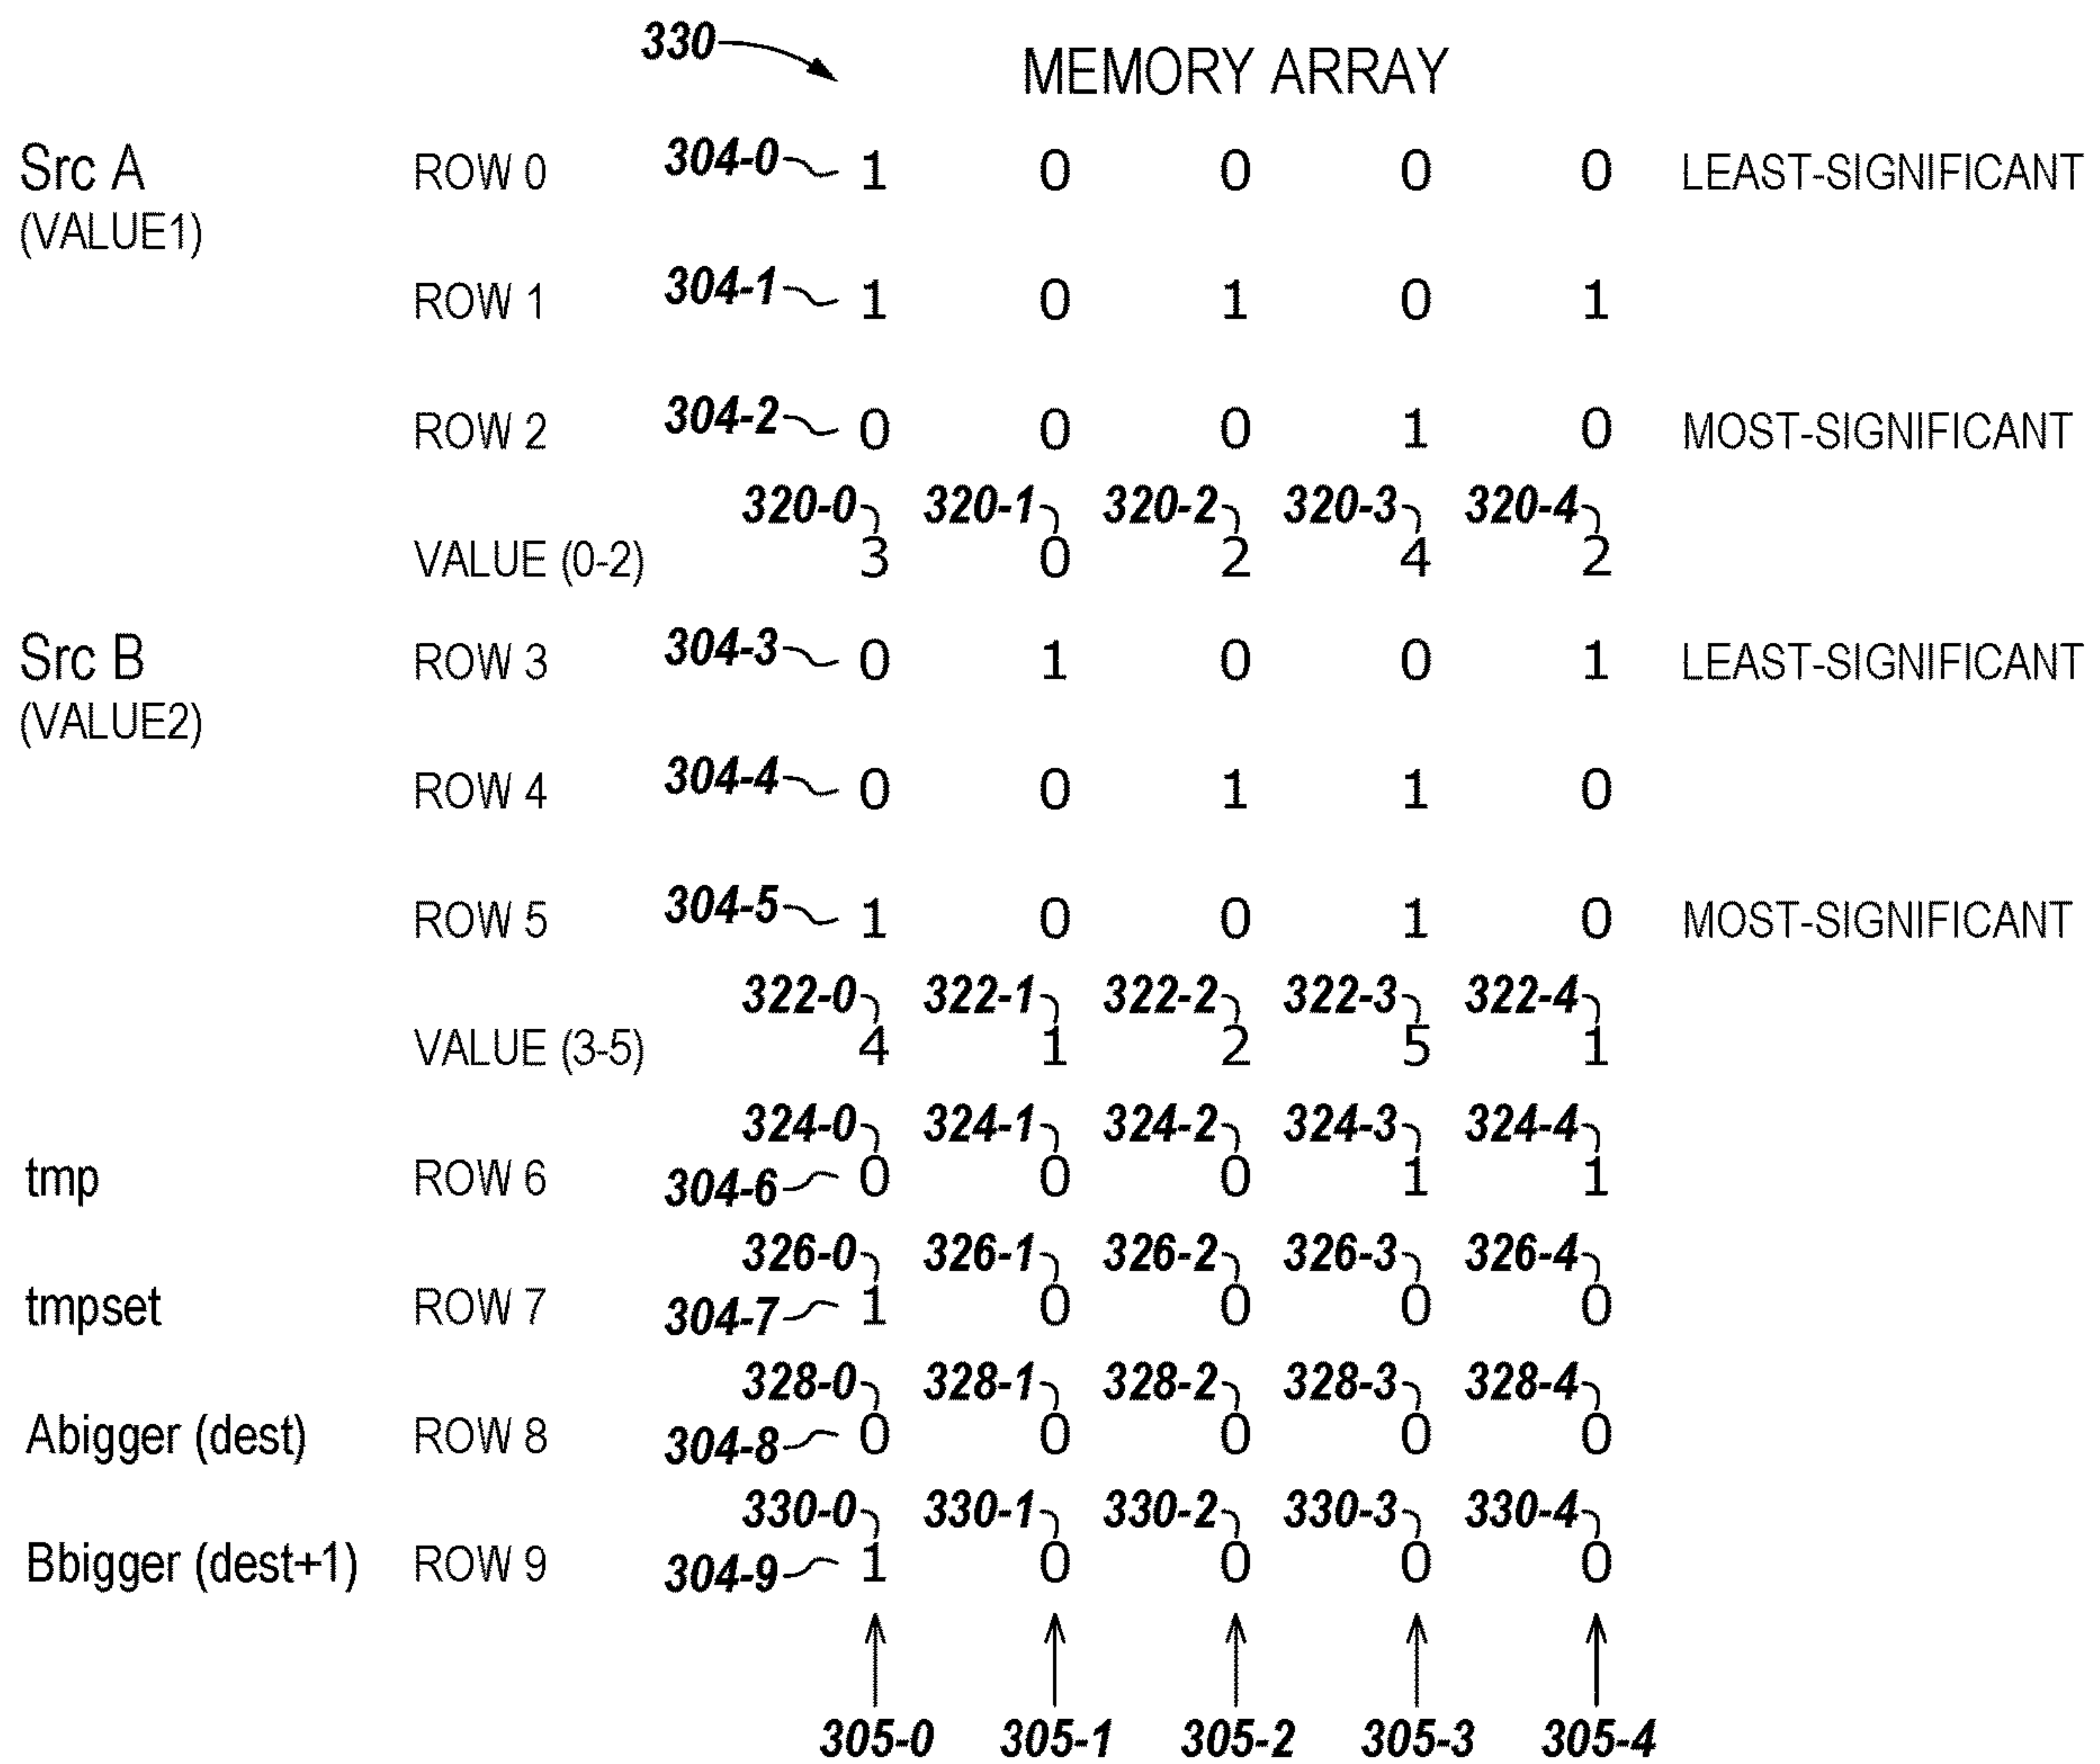 330 MEMORY ARRAY
Src A ROW 0 304-0 1 0 0 0 0 LEAST-SIGNIFICANT
(VALUE1)
ROW 1 304-1 1 0 1 0 1
ROW 2 304-2 0 0 0 1 0 MOST-SIGNIFICANT
320-0 320-1 320-2 320-3 320-4
VALUE (0-2) 3 0 2 4 2
Src B ROW 3 304-3 0 1 0 0 1 LEAST-SIGNIFICANT
(VALUE2)
ROW 4 304-4 0 0 1 1 0
ROW 5 304-5 1 0 0 1 0 MOST-SIGNIFICANT
322-0 322-1 322-2 322-3 322-4
VALUE (3-5) 4 1 2 5 1
324-0 324-1 324-2 324-3 324-4
tmp ROW 6 304-6 0 0 0 1 1
326-0 326-1 326-2 326-3 326-4
tmpset ROW 7 304-7 1 0 0 0 0
328-0 328-1 328-2 328-3 328-4
Abigger (dest) ROW 8 304-8 0 0 0 0 0
330-0 330-1 330-2 330-3 330-4
Bbigger (dest+1) ROW 9 304-9 1 0 0 0 0
305-0 305-1 305-2 305-3 305-4